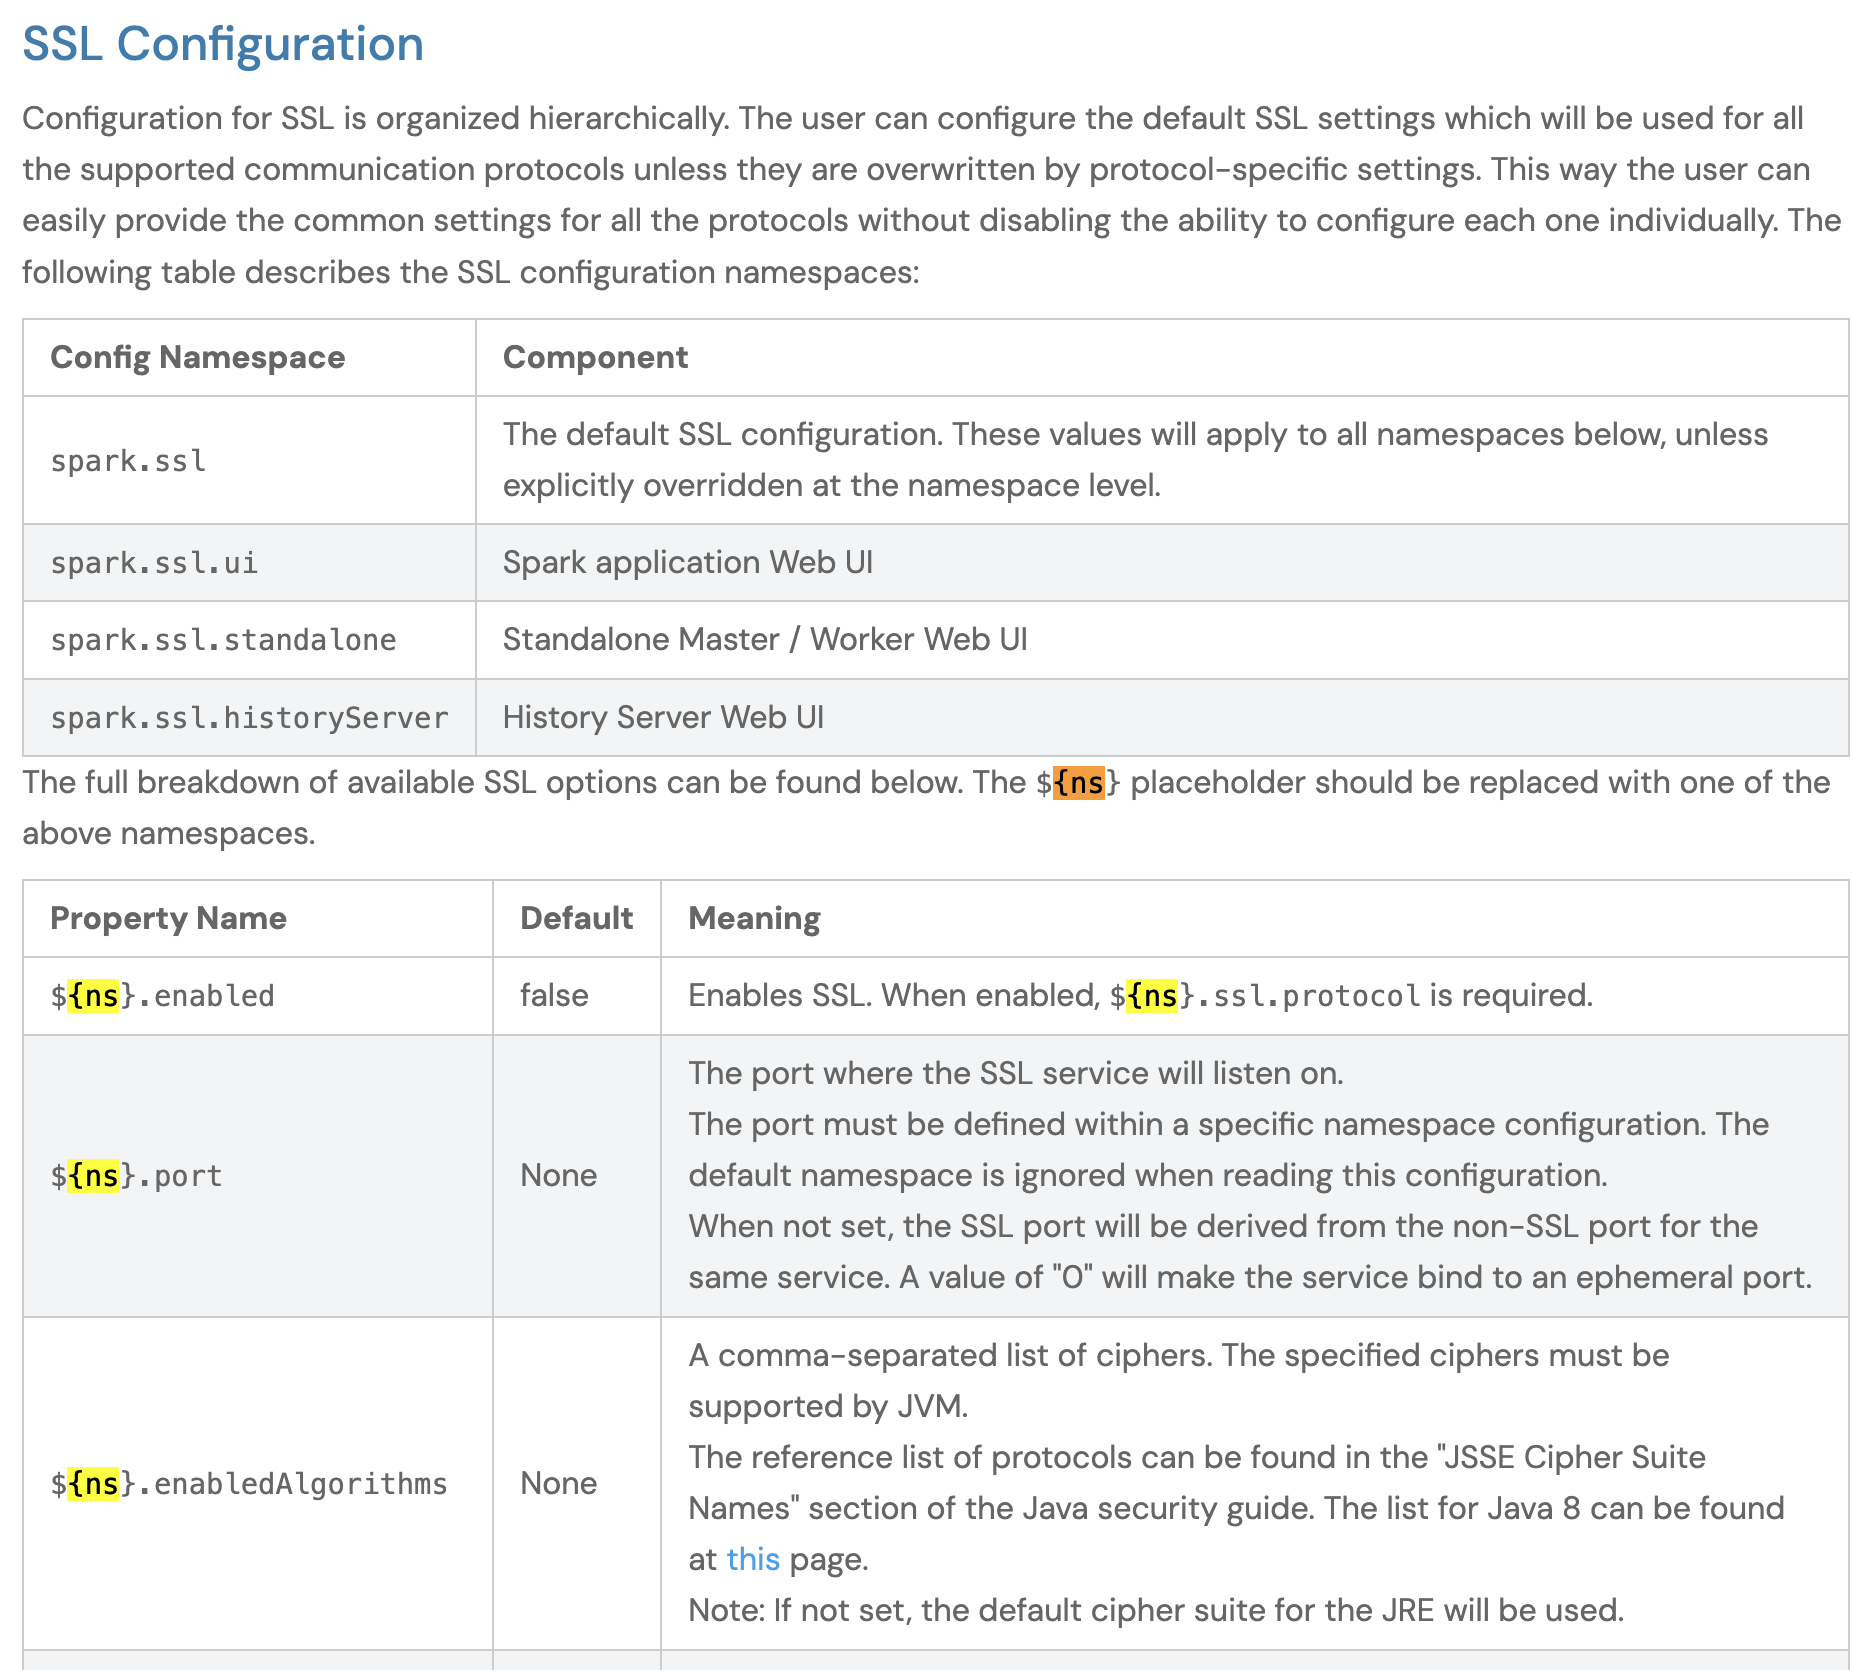 SSL Configuration
Configuration for SSL is organized hierarchically. The user can configure the default SSL settings which will be used for all
the supported communication protocols unless they are overwritten by protocol-specific settings. This way the user can
easily provide the common settings for all the protocols without disabling the ability to configure each one individually. The
following table describes the SSL configuration namespaces:
Config Namespace Component
spark.ssl The default SSL configuration. These values will apply to all namespaces below, unless
explicitly overridden at the namespace level.
spark.ssl.ui Spark application Web UI
spark.ssl.standalone Standalone Master / Worker Web UI
spark.ssl.historyServer History Server Web UI
The full breakdown of available SSL options can be found below. The ${ns} placeholder should be replaced with one of the
above namespaces.
Property Name Default Meaning
${ns}.enabled false Enables SSL. When enabled, ${ns}.ssl.protocol is required.
${ns}.port None The port where the SSL service will listen on.
The port must be defined within a specific namespace configuration. The
default namespace is ignored when reading this configuration.
When not set, the SSL port will be derived from the non-SSL port for the
same service. A value of "0" will make the service bind to an ephemeral port.
${ns}.enabledAlgorithms None A comma-separated list of ciphers. The specified ciphers must be
supported by JVM.
The reference list of protocols can be found in the "JSSE Cipher Suite
Names" section of the Java security guide. The list for Java 8 can be found
at this page.
Note: If not set, the default cipher suite for the JRE will be used.